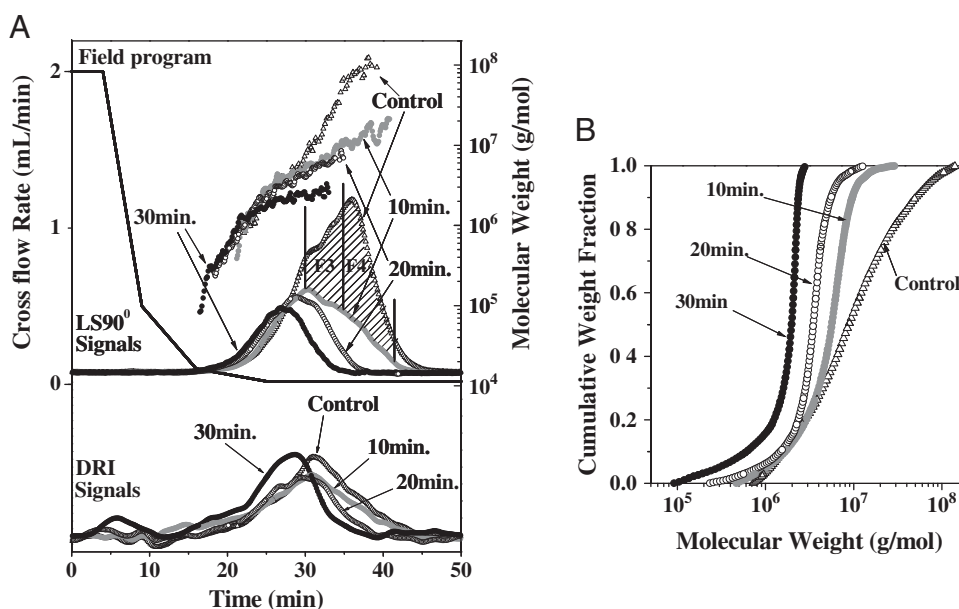 A
Field program
Cross flow Rate (mL/min)
2
1
0
10⁸
10⁷
10⁶
10⁵
10⁴
Molecular Weight (g/mol)
Control
30min.
10min.
20min.
F3
F4
LS90⁰
Signals
Control
30min.
10min.
20min.
DRI
Signals
0
10
20
30
40
50
Time (min)
B
Cumulative Weight Fraction
1.0
0.8
0.6
0.4
0.2
0.0
10min.
20min.
30min
Control
10⁵
10⁶
10⁷
10⁸
Molecular Weight (g/mol)